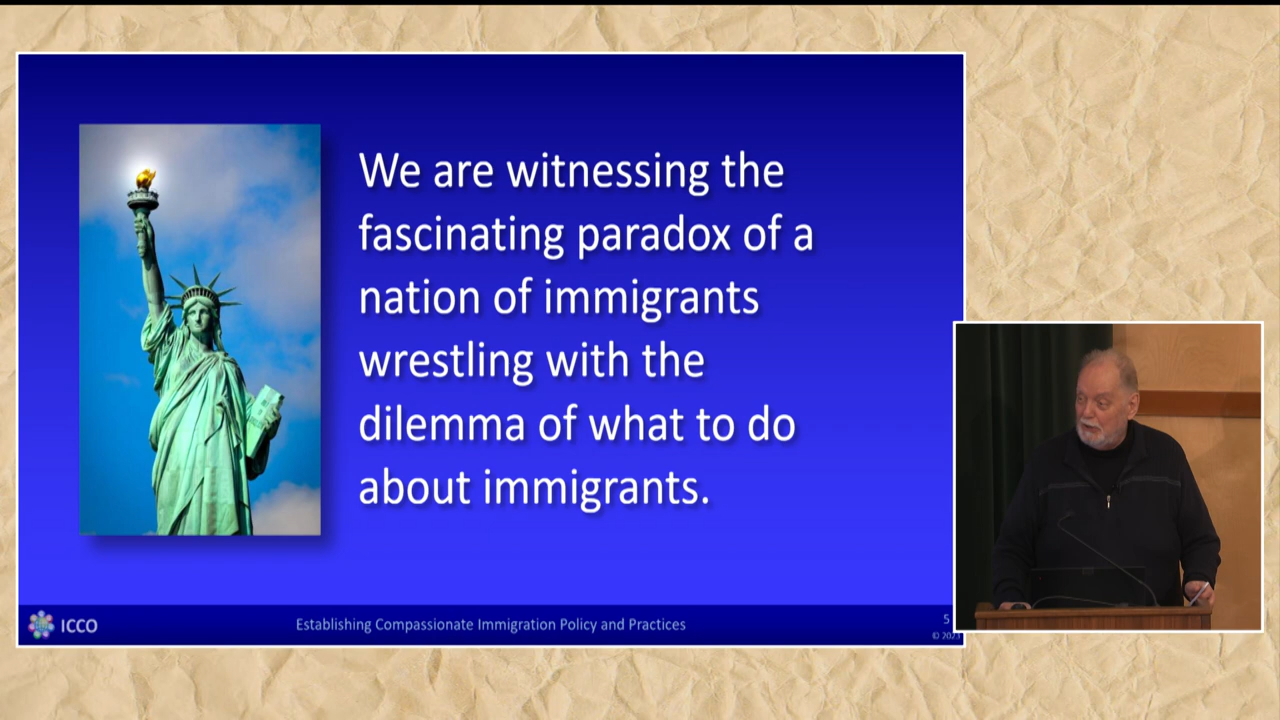 We are witnessing the
fascinating paradox of a
nation of immigrants
wrestling with the
dilemma of what to do
about immigrants.
ICCO
Establishing Compassionate Immigration Policy and Practices
5
© 2023